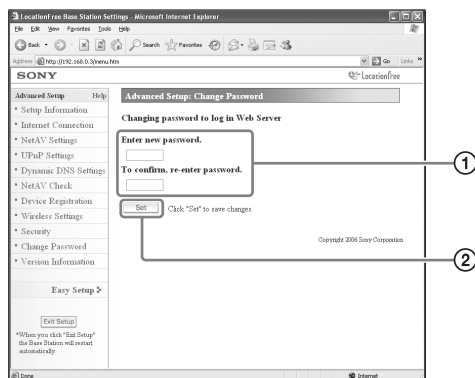 LocationFree Base Station Settings - Microsoft Internet Explorer
File Edit View Favorites Tools Help
Back Search Favorites
Address http://192.168.0.3/menu.htm Go Links
SONY LocationFree
Advanced Setup Help
Advanced Setup: Change Password
* Setup Information
* Internet Connection
* NetAV Settings
* UPnP Settings
* Dynamic DNS Settings
* NetAV Check
* Device Registration
* Wireless Settings
* Security
* Change Password
* Version Information
Easy Setup
Exit Setup
*When you click "Exit Setup"
the Base Station will restart
automatically.
Changing password to log in Web Server
Enter new password.
To confirm, re-enter password.
Set Click "Set" to save changes
Copyright 2006 Sony Corporation
1
2
Done Internet